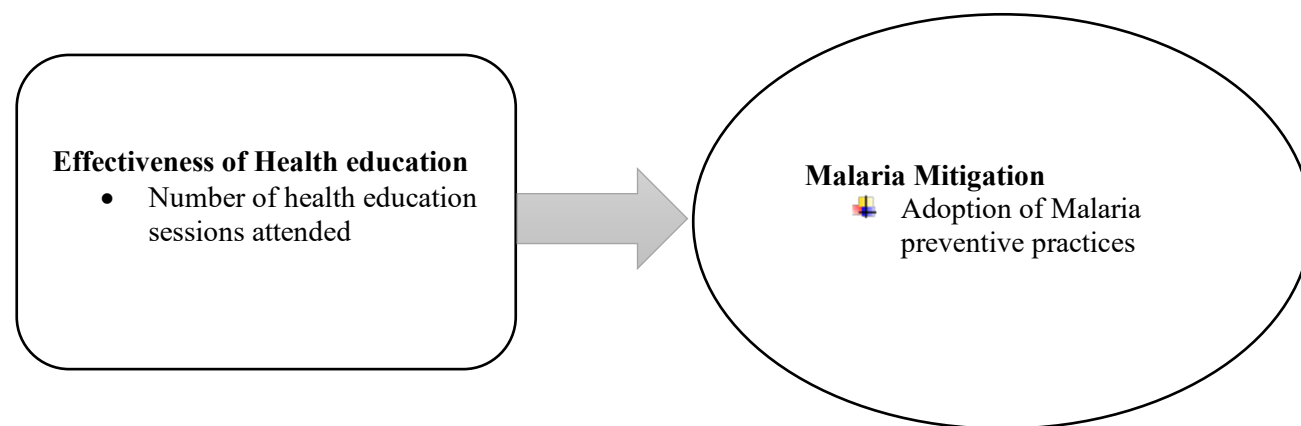 Effectiveness of Health education
• Number of health education
sessions attended
Malaria Mitigation
Adoption of Malaria
preventive practices